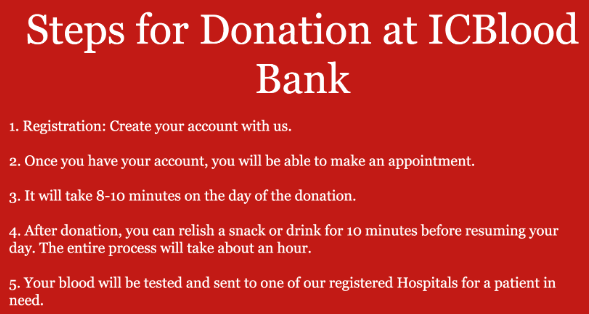 Steps for Donation at ICBlood
Bank
1. Registration: Create your account with us.
2. Once you have your account, you will be able to make an appointment.
3. It will take 8-10 minutes on the day of the donation.
4. After donation, you can relish a snack or drink for 10 minutes before resuming your
day. The entire process will take about an hour.
5. Your blood will be tested and sent to one of our registered Hospitals for a patient in
need.